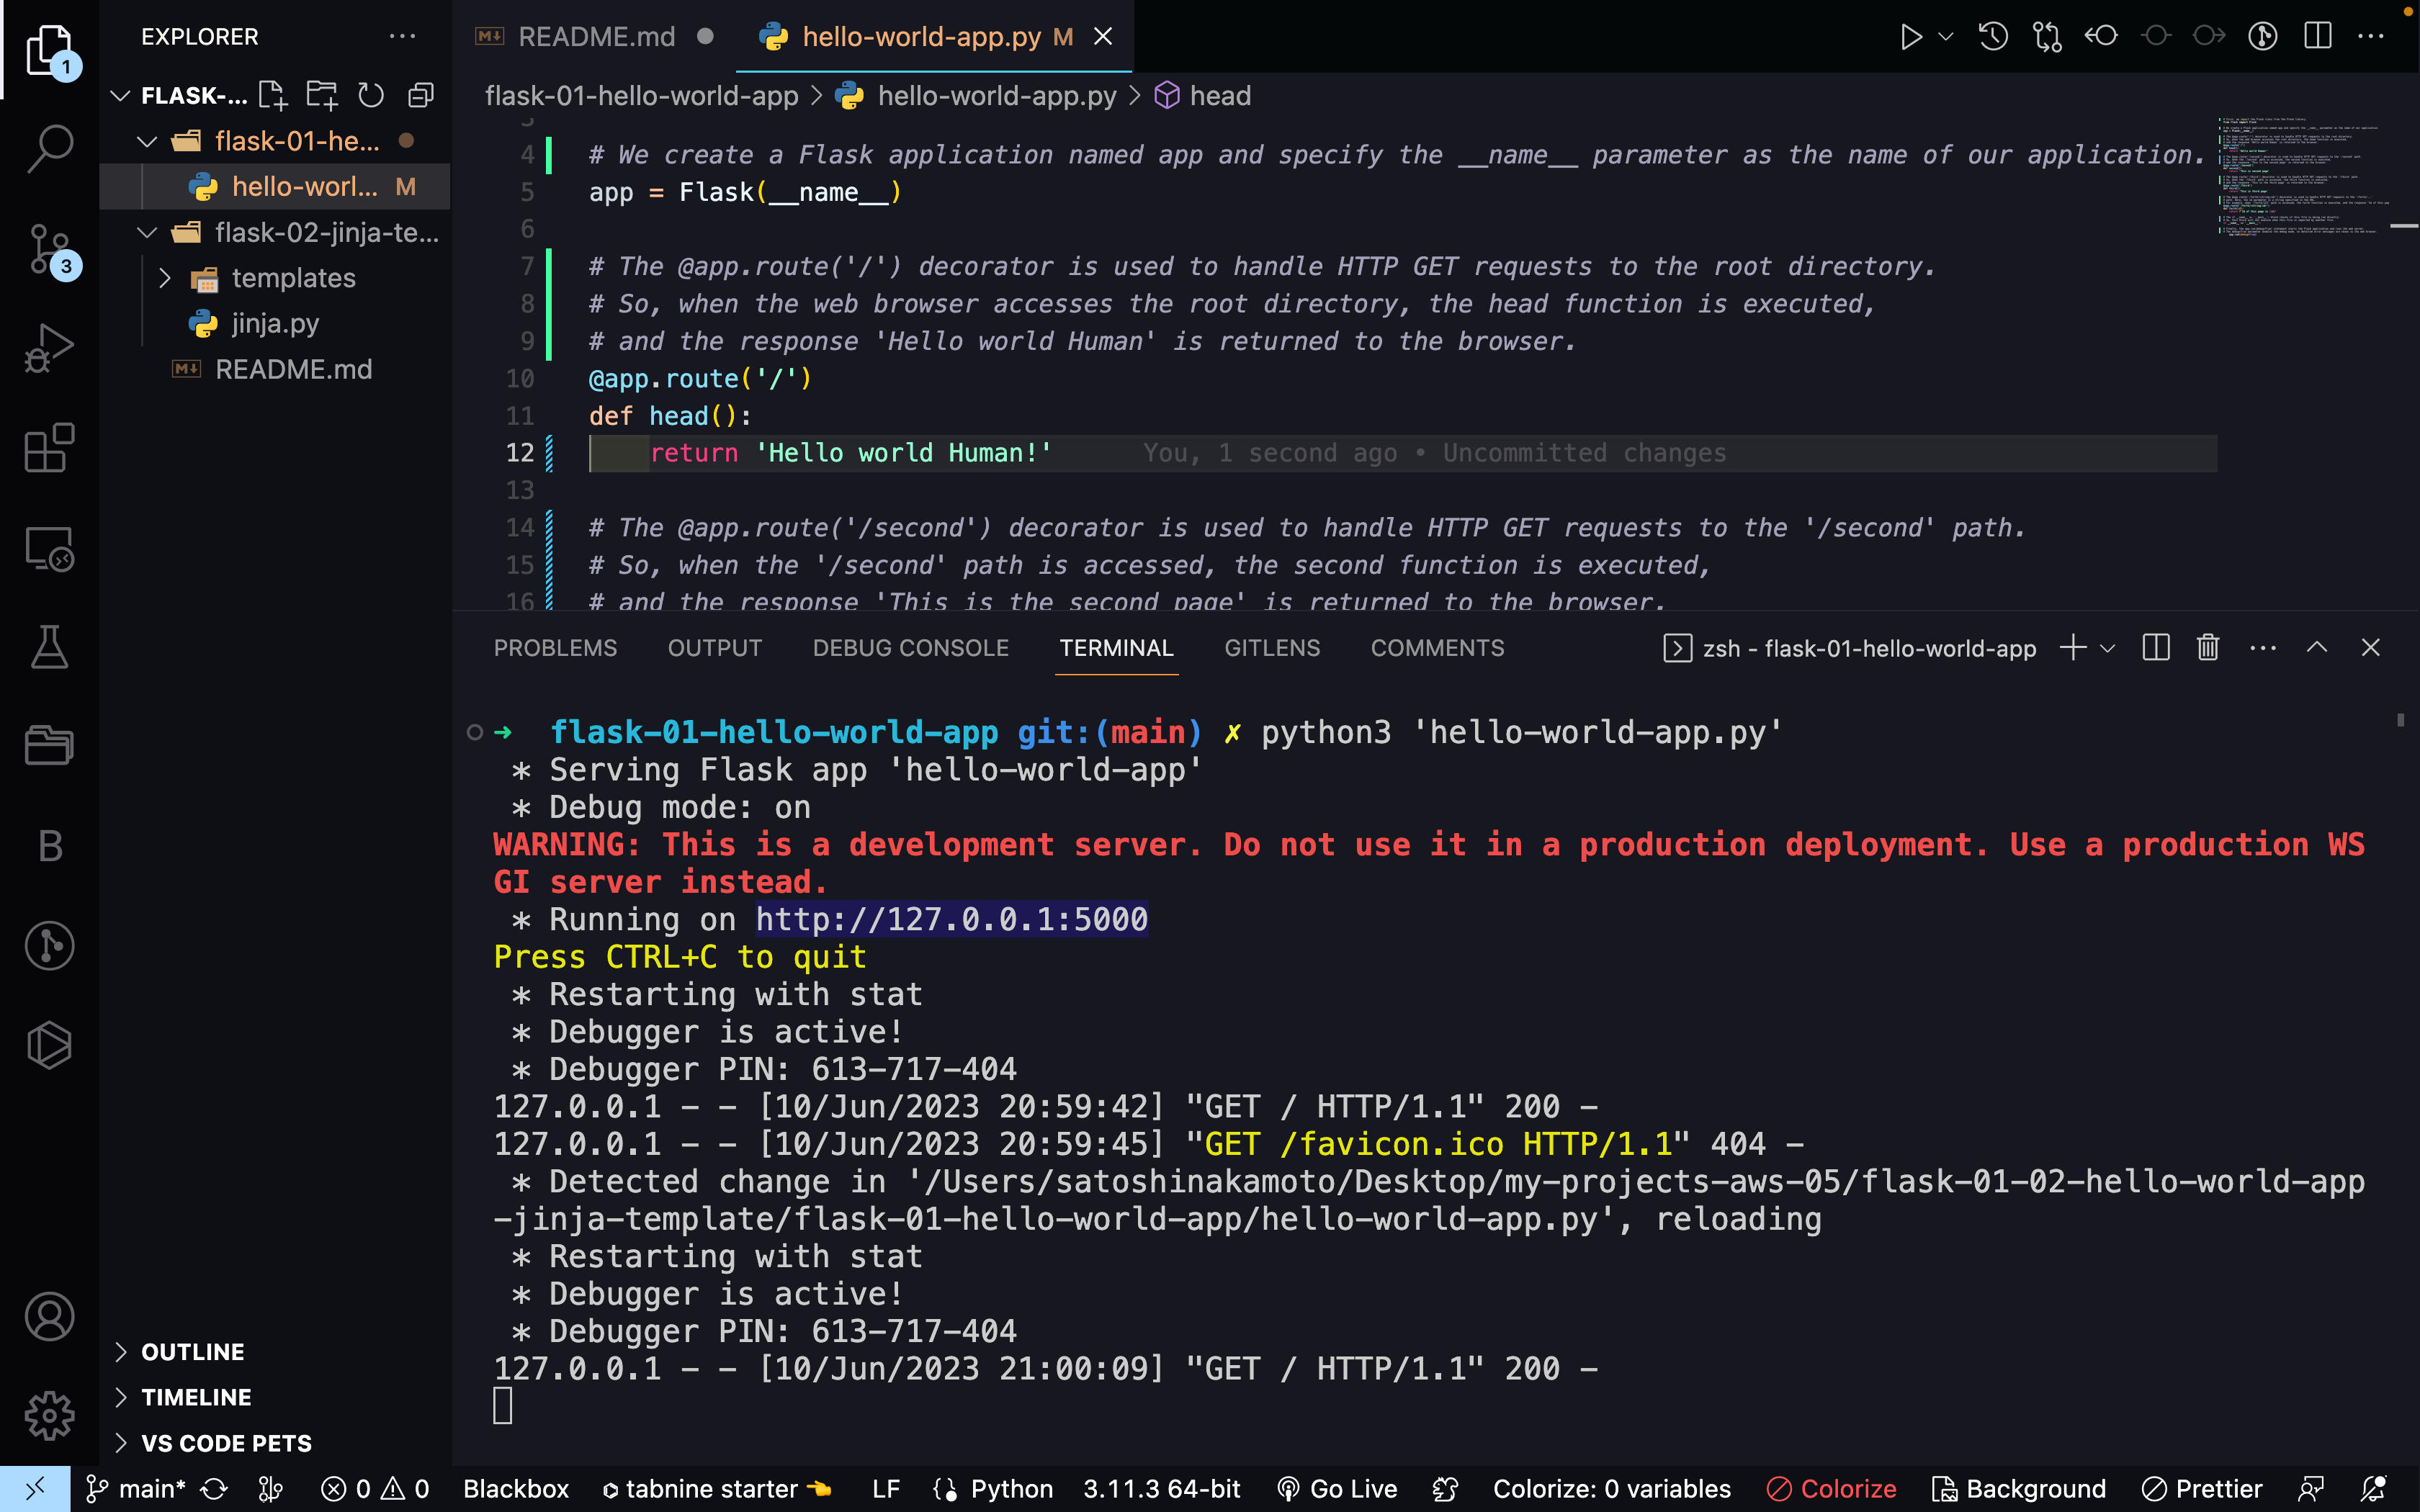 EXPLORER
README.md
hello-world-app.py M
1
FLASK-...
flask-01-he...
hello-worl... M
flask-02-jinja-te...
templates
jinja.py
README.md
3
B
flask-01-hello-world-app > hello-world-app.py > head
3
4 # We create a Flask application named app and specify the __name__ parameter as the name of our application.
5 app = Flask(__name__)
6
7 # The @app.route('/') decorator is used to handle HTTP GET requests to the root directory.
8 # So, when the web browser accesses the root directory, the head function is executed,
9 # and the response 'Hello world Human' is returned to the browser.
10 @app.route('/')
11 def head():
12 return 'Hello world Human!' You, 1 second ago • Uncommitted changes
13
14 # The @app.route('/second') decorator is used to handle HTTP GET requests to the '/second' path.
15 # So, when the '/second' path is accessed, the second function is executed,
16 # and the response 'This is the second page' is returned to the browser.
PROBLEMS OUTPUT DEBUG CONSOLE TERMINAL GITLENS COMMENTS
zsh - flask-01-hello-world-app
➜ flask-01-hello-world-app git:(main) ✗ python3 'hello-world-app.py'
* Serving Flask app 'hello-world-app'
* Debug mode: on
WARNING: This is a development server. Do not use it in a production deployment. Use a production WS
GI server instead.
* Running on http://127.0.0.1:5000
Press CTRL+C to quit
* Restarting with stat
* Debugger is active!
* Debugger PIN: 613-717-404
127.0.0.1 - - [10/Jun/2023 20:59:42] "GET / HTTP/1.1" 200 -
127.0.0.1 - - [10/Jun/2023 20:59:45] "GET /favicon.ico HTTP/1.1" 404 -
* Detected change in '/Users/satoshinakamoto/Desktop/my-projects-aws-05/flask-01-02-hello-world-app
-jinja-template/flask-01-hello-world-app/hello-world-app.py', reloading
* Restarting with stat
* Debugger is active!
* Debugger PIN: 613-717-404
127.0.0.1 - - [10/Jun/2023 21:00:09] "GET / HTTP/1.1" 200 -
OUTLINE
TIMELINE
VS CODE PETS
main* 0 0 Blackbox tabnine starter LF Python 3.11.3 64-bit Go Live Colorize: 0 variables Colorize Background Prettier